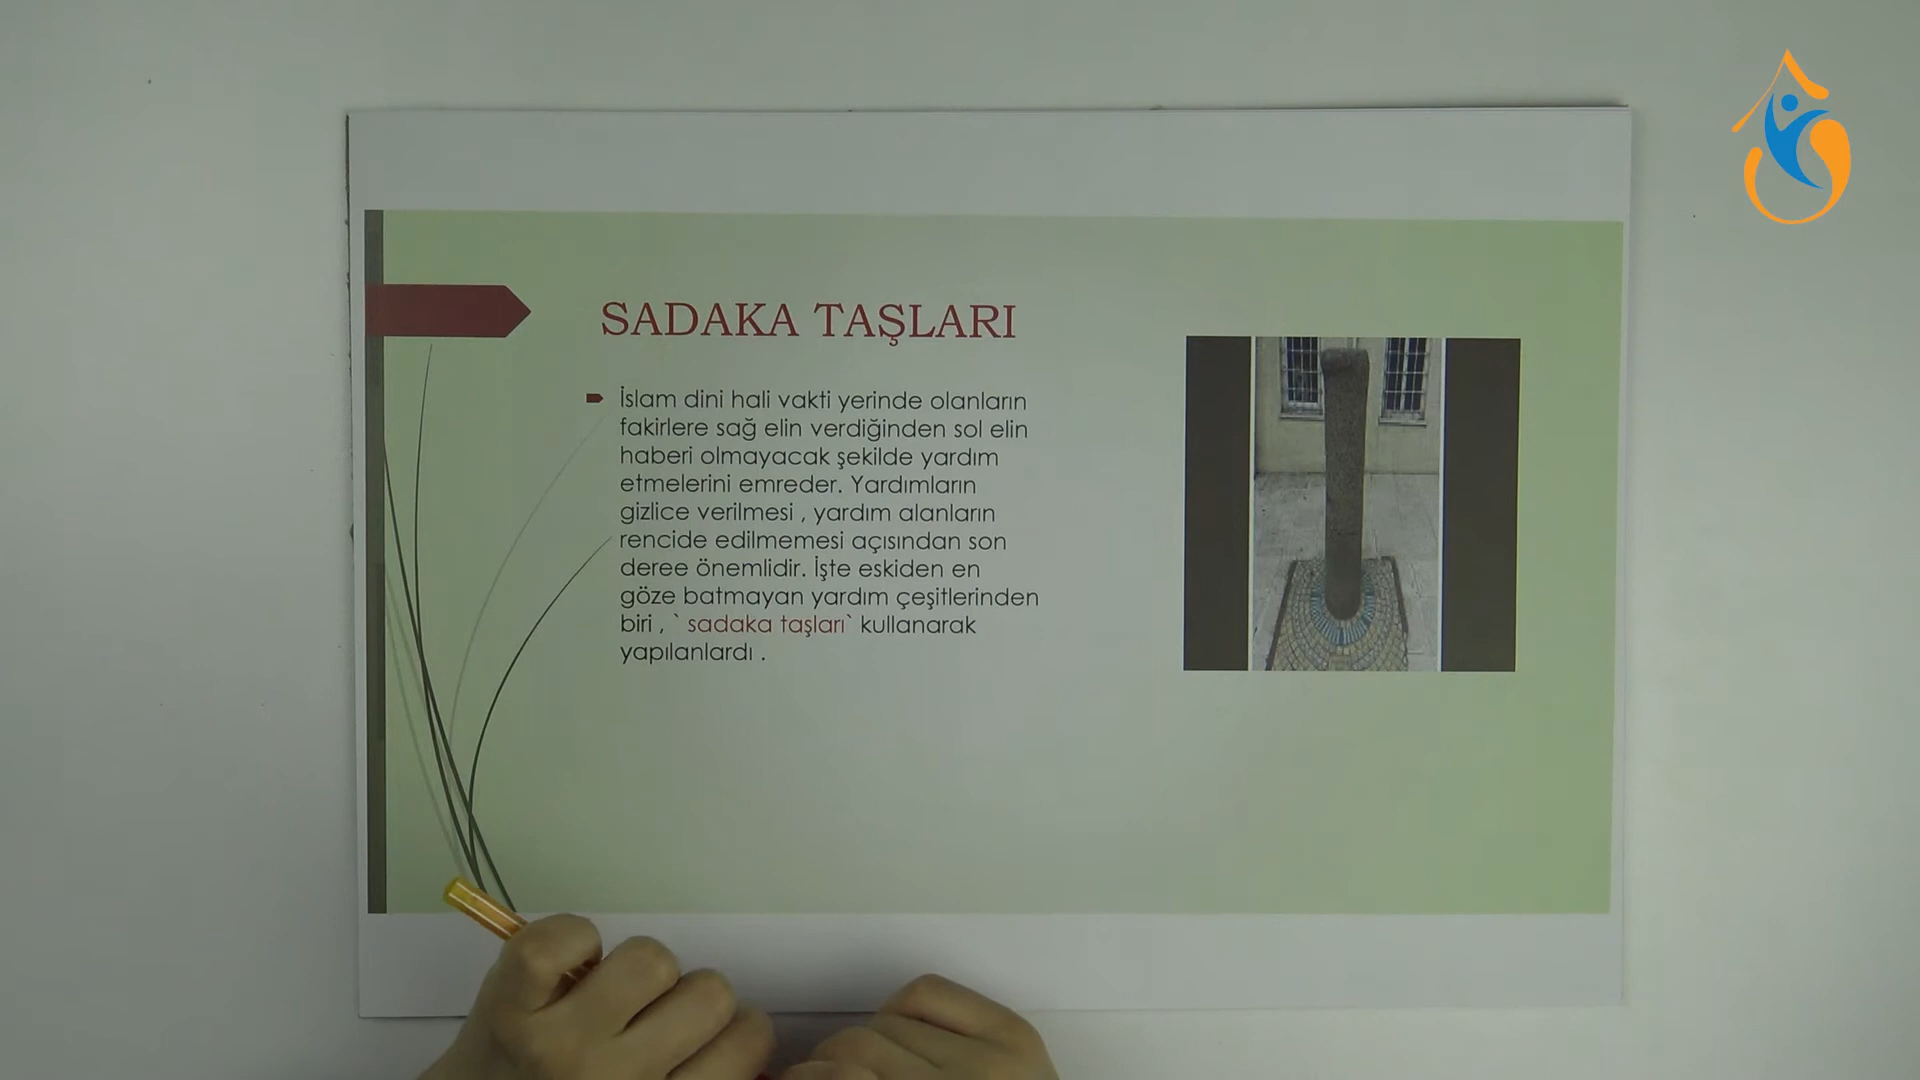 SADAKA TAŞLARI
İslam dini hali vakti yerinde olanların
fakirlere sağ elin verdiğinden sol elin
haberi olmayacak şekilde yardım
etmelerini emreder. Yardımların
gizlice verilmesi , yardım alanların
rencide edilmemesi açısından son
deree önemlidir. İşte eskiden en
göze batmayan yardım çeşitlerinden
biri , ` sadaka taşları` kullanarak
yapılanlardı .